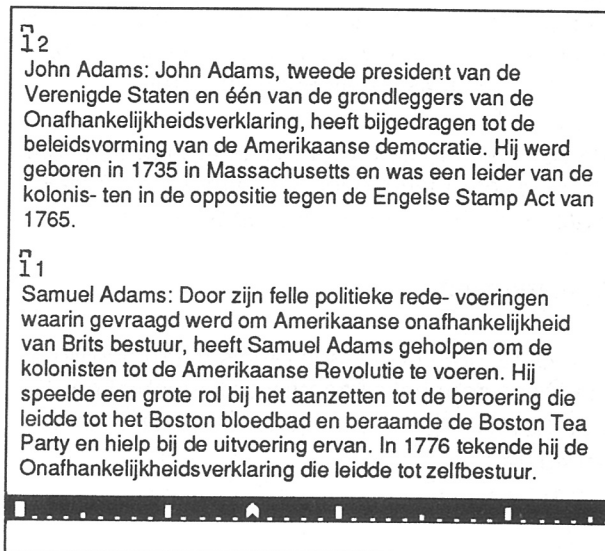 12
John Adams: John Adams, tweede president van de
Verenigde Staten en één van de grondleggers van de
Onafhankelijkheidsverklaring, heeft bijgedragen tot de
beleidsvorming van de Amerikaanse democratie. Hij werd
geboren in 1735 in Massachusetts en was een leider van de
kolonis- ten in de oppositie tegen de Engelse Stamp Act van
1765.
11
Samuel Adams: Door zijn felle politieke rede- voeringen
waarin gevraagd werd om Amerikaanse onafhankelijkheid
van Brits bestuur, heeft Samuel Adams geholpen om de
kolonisten tot de Amerikaanse Revolutie te voeren. Hij
speelde een grote rol bij het aanzetten tot de beroering die
leidde tot het Boston bloedbad en beraamde de Boston Tea
Party en hielp bij de uitvoering ervan. In 1776 tekende hij de
Onafhankelijkheidsverklaring die leidde tot zelfbestuur.